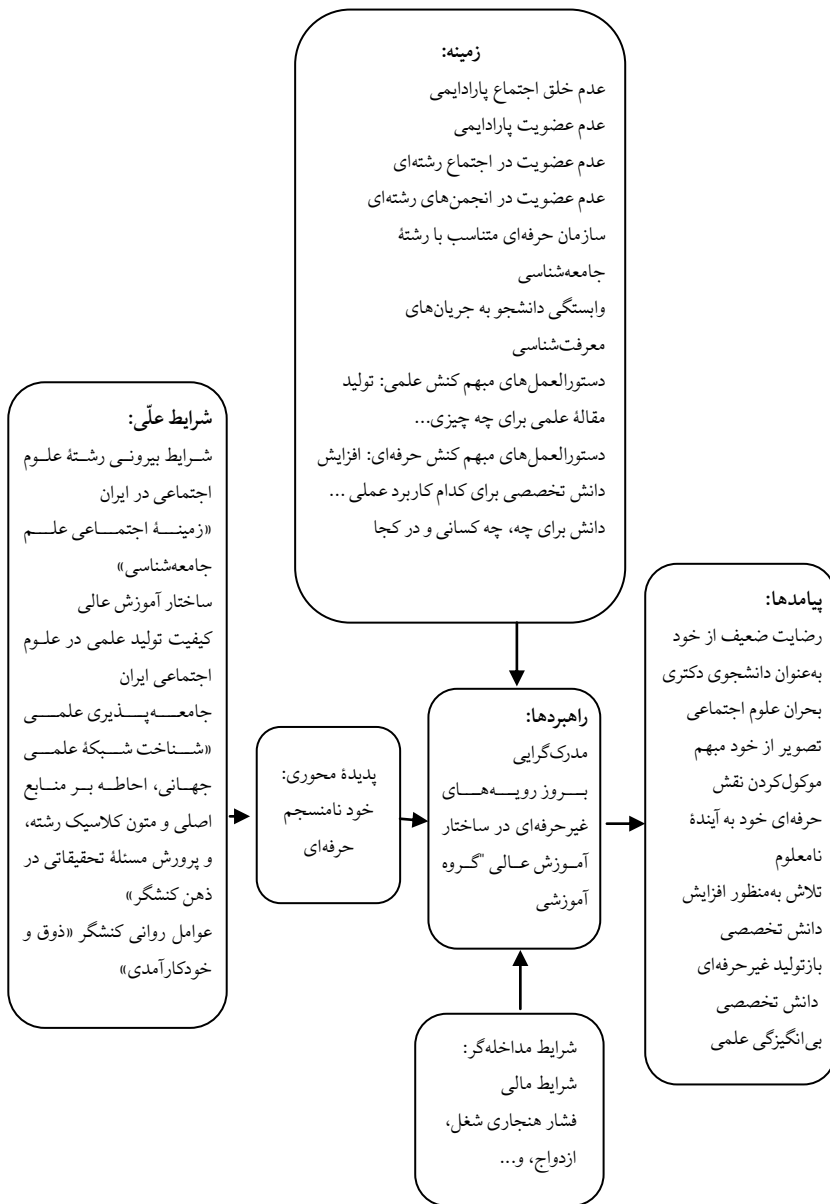 زمینه:
عدم خلق اجتماع پارادایمی
عدم عضویت پارادایمی
عدم عضویت در اجتماع رشته‌ای
عدم عضویت در انجمن‌های رشته‌ای
سازمان حرفه‌ای متناسب با رشتۀ
جامعه‌شناسی
وابستگی دانشجو به جریان‌های
معرفت‌شناسی
دستورالعمل‌های مبهم کنش علمی: تولید
مقالۀ علمی برای چه چیزی...
دستورالعمل‌های مبهم کنش حرفه‌ای: افزایش
دانش تخصصی برای کدام کاربرد عملی ...
دانش برای چه، چه کسانی و در کجا
شرایط علّی:
شرایط بیرونی رشتۀ علوم
اجتماعی در ایران
«زمینۀ اجتماعی علم
جامعه‌شناسی»
ساختار آموزش عالی
کیفیت تولید علمی در علوم
اجتماعی ایران
جامعه‌پذیری علمی
«شناخت شبکۀ علمی
جهانی، احاطه بر منابع
اصلی و متون کلاسیک رشته،
و پرورش مسئلۀ تحقیقاتی در
ذهن کنشگر»
عوامل روانی کنشگر «ذوق و
خودکارآمدی»
پدیدۀ محوری:
خود نامنسجم
حرفه‌ای
راهبردها:
مدرک‌گرایی
بروز رویه‌های
غیرحرفه‌ای در ساختار
آموزش عالی "گروه
آموزشی
شرایط مداخله‌گر:
شرایط مالی
فشار هنجاری شغل،
ازدواج، و...
پیامدها:
رضایت ضعیف از خود
به‌عنوان دانشجوی دکتری
بحران علوم اجتماعی
تصویر از خود مبهم
موکول‌کردن نقش
حرفه‌ای خود به آیندۀ
نامعلوم
تلاش به‌منظور افزایش
دانش تخصصی
بازتولید غیرحرفه‌ای
دانش تخصصی
بی‌انگیزگی علمی